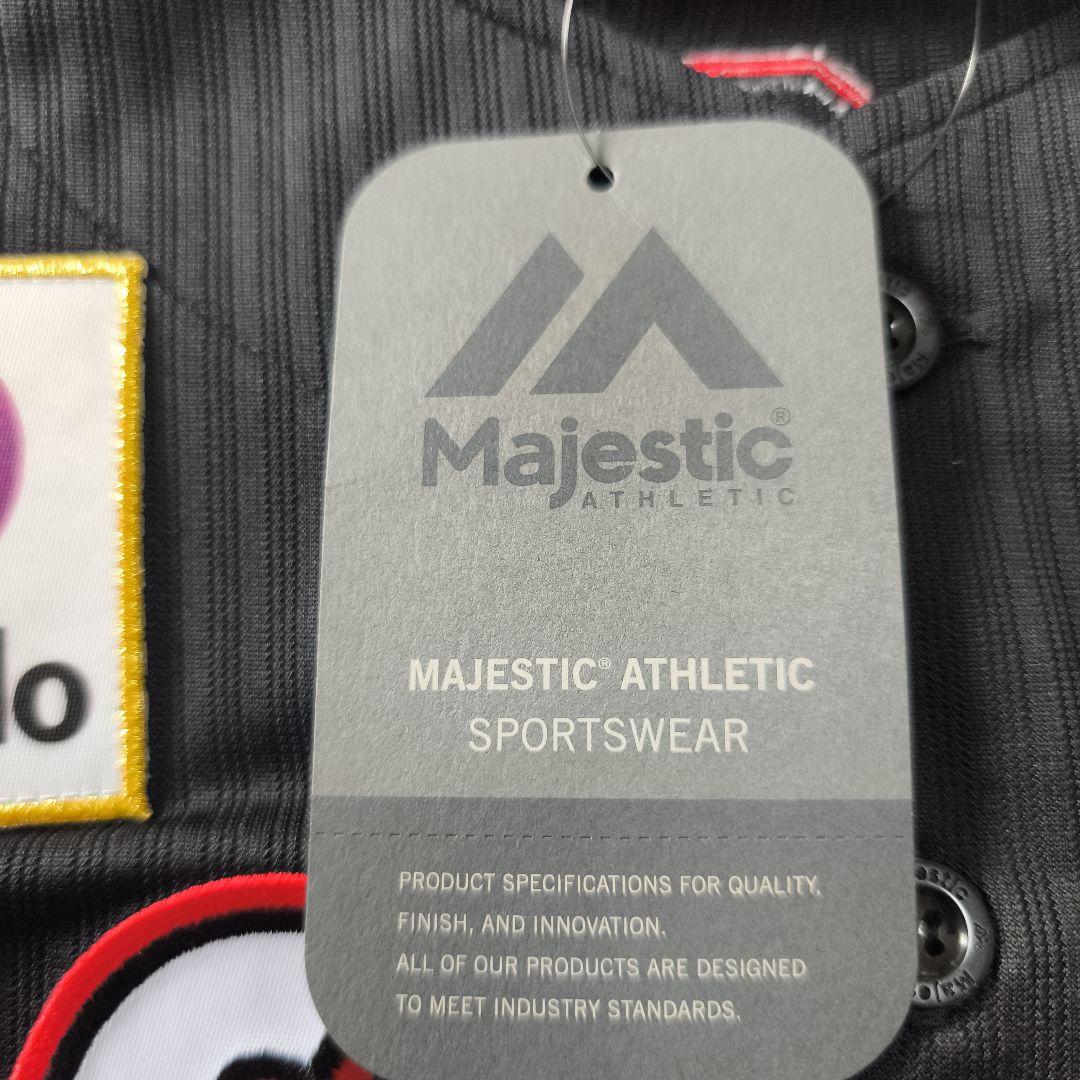 Majestic®
ATHLETIC
MAJESTIC® ATHLETIC
SPORTSWEAR
PRODUCT SPECIFICATIONS FOR QUALITY,
FINISH, AND INNOVATION.
ALL OF OUR PRODUCTS ARE DESIGNED
TO MEET INDUSTRY STANDARDS.